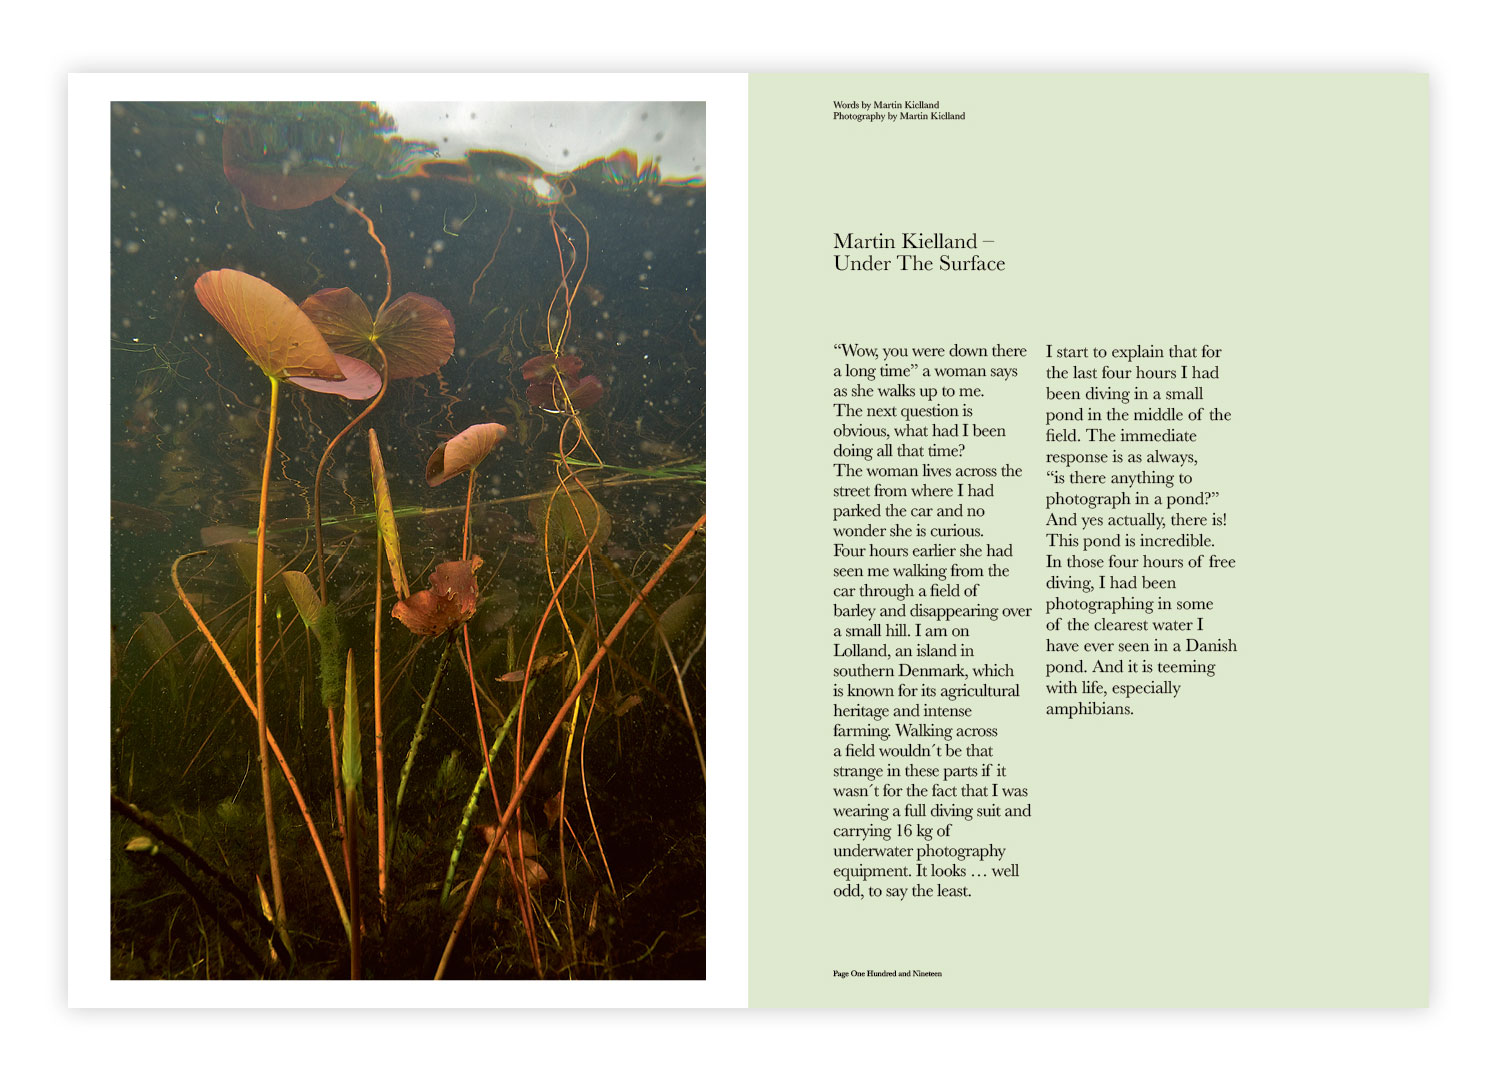 Words by Martin Kielland
Photography by Martin Kielland
Martin Kielland –
Under The Surface
“Wow, you were down there
a long time” a woman says
as she walks up to me.
The next question is
obvious, what had I been
doing all that time?
The woman lives across the
street from where I had
parked the car and no
wonder she is curious.
Four hours earlier she had
seen me walking from the
car through a field of
barley and disappearing over
a small hill. I am on
Lolland, an island in
southern Denmark, which
is known for its agricultural
heritage and intense
farming. Walking across
a field wouldn´t be that
strange in these parts if it
wasn´t for the fact that I was
wearing a full diving suit and
carrying 16 kg of
underwater photography
equipment. It looks … well
odd, to say the least.
I start to explain that for
the last four hours I had
been diving in a small
pond in the middle of the
field. The immediate
response is as always,
“is there anything to
photograph in a pond?”
And yes actually, there is!
This pond is incredible.
In those four hours of free
diving, I had been
photographing in some
of the clearest water I
have ever seen in a Danish
pond. And it is teeming
with life, especially
amphibians.
Page One Hundred and Nineteen